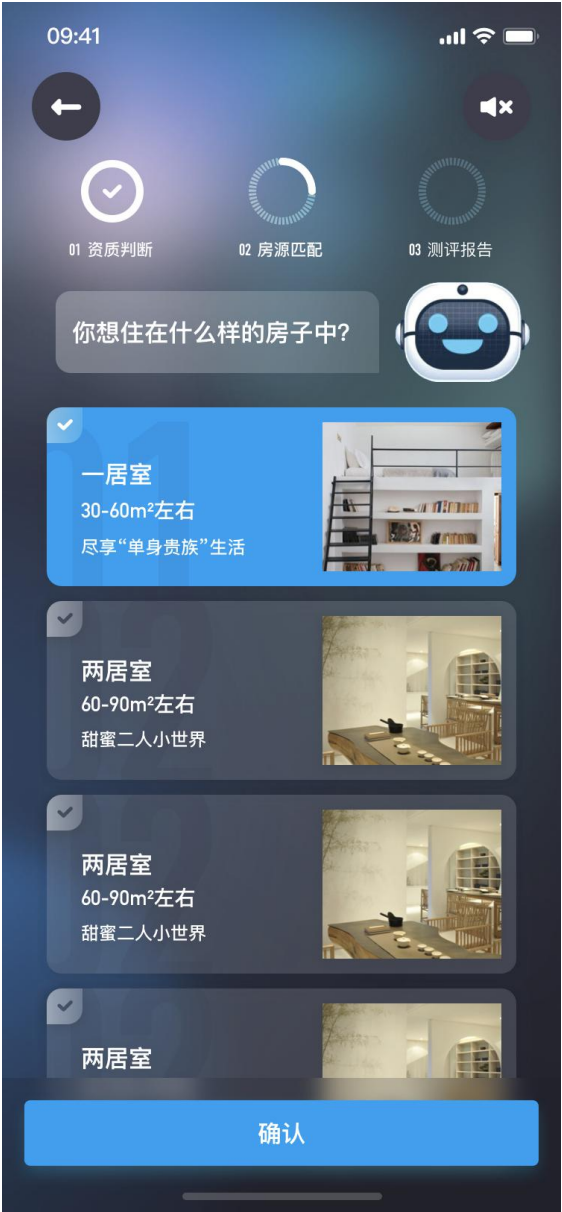 09:41
01 资质判断
02 房源匹配
03 测评报告
你想住在什么样的房子中?
01
一居室
30-60m²左右
尽享“单身贵族”生活
02
两居室
60-90m²左右
甜蜜二人小世界
02
两居室
60-90m²左右
甜蜜二人小世界
02
两居室
确认